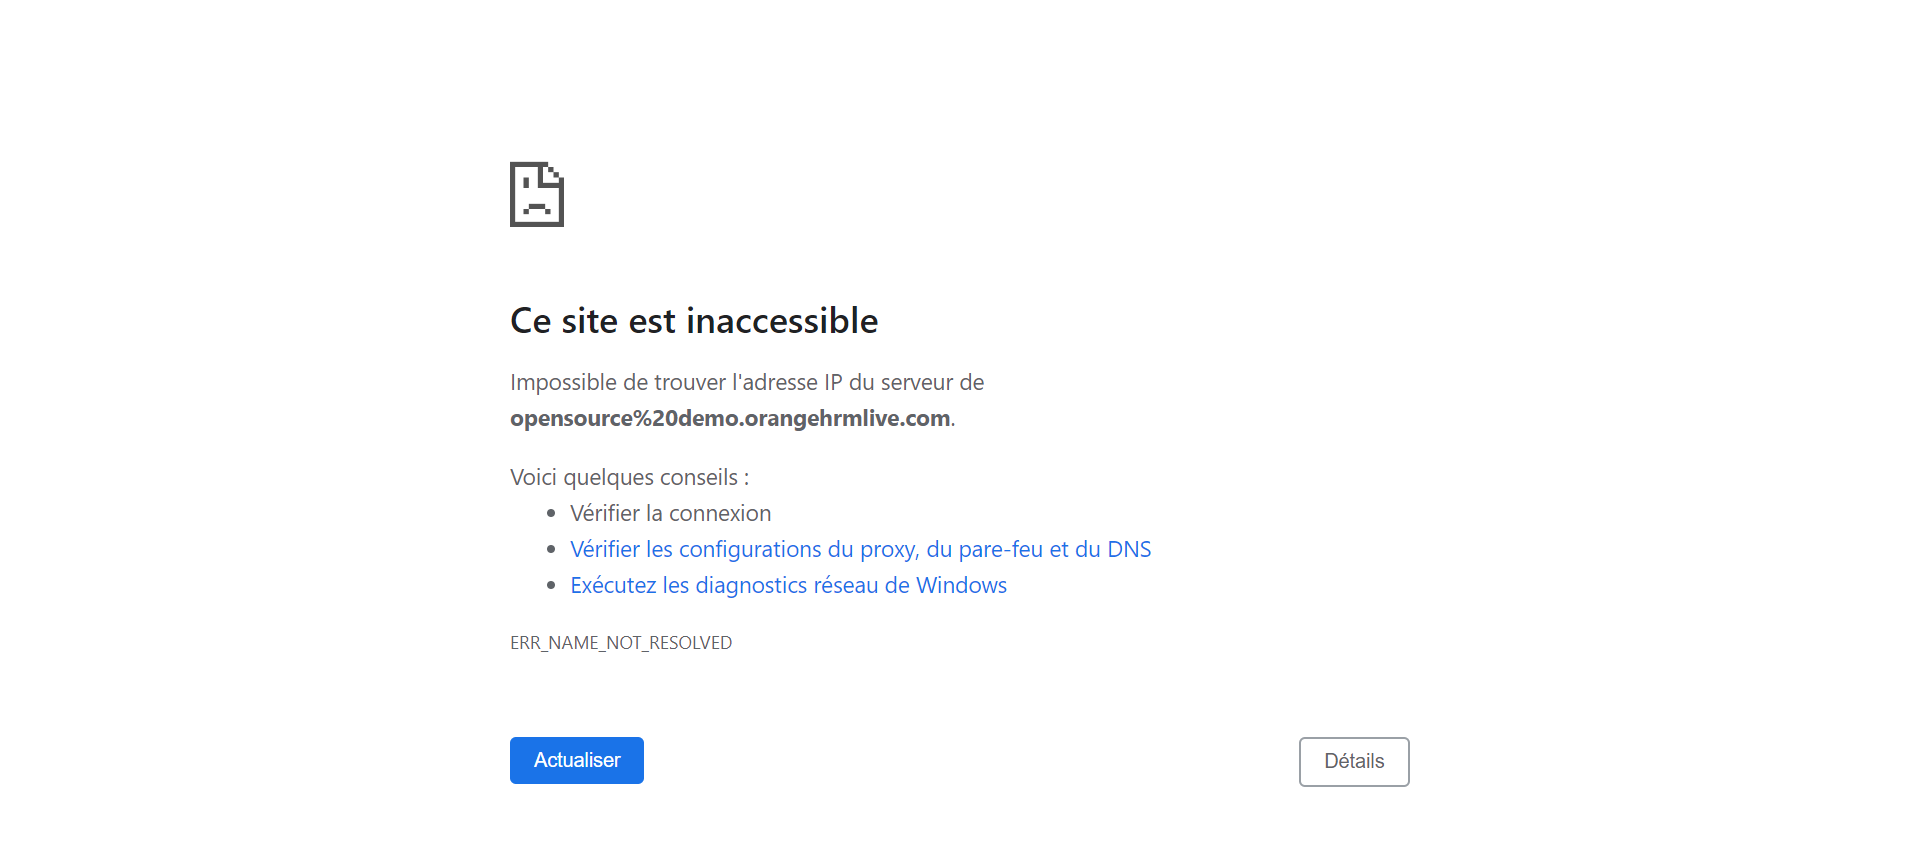 Ce site est inaccessible
Impossible de trouver l'adresse IP du serveur de
opensource%20demo.orangehrmlive.com.
Voici quelques conseils :
Vérifier la connexion
Vérifier les configurations du proxy, du pare-feu et du DNS
Exécutez les diagnostics réseau de Windows
ERR_NAME_NOT_RESOLVED
Actualiser
Détails